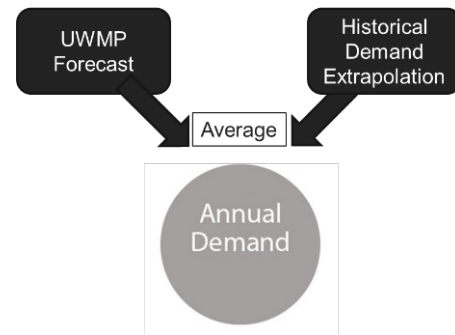 UWMP
Forecast
Historical
Demand
Extrapolation
Average
Annual
Demand